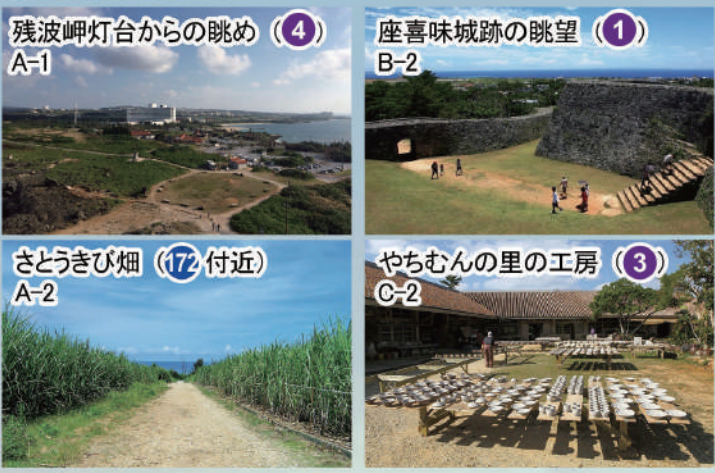 残波岬灯台からの眺め（4）
A-1
座喜味城跡の眺望（1）
B-2
さとうきび畑（172付近）
A-2
やちむんの里の工房（3）
C-2